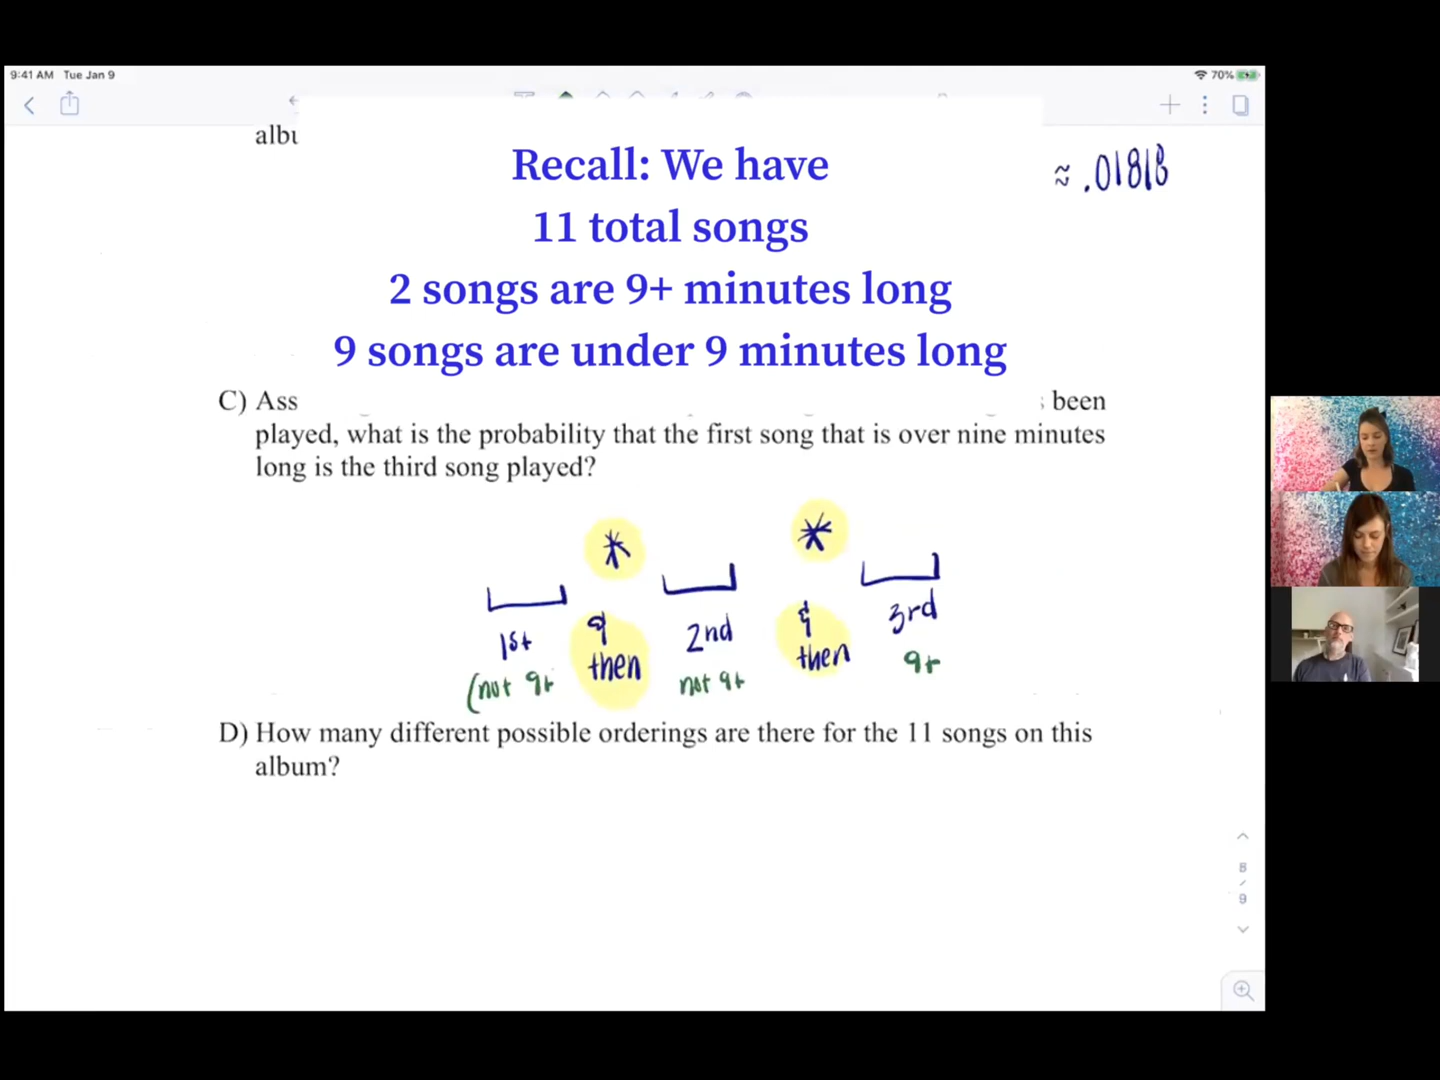 9:41 AM Tue Jan 9
70%
albu
Recall: We have
11 total songs
2 songs are 9+ minutes long
9 songs are under 9 minutes long
≈ .01818
C) Ass
been
played, what is the probability that the first song that is over nine minutes
long is the third song played?
* *
1st & then 2nd & then 3rd
(not 9+ not 9+ 9+
D) How many different possible orderings are there for the 11 songs on this
album?
8
/
9